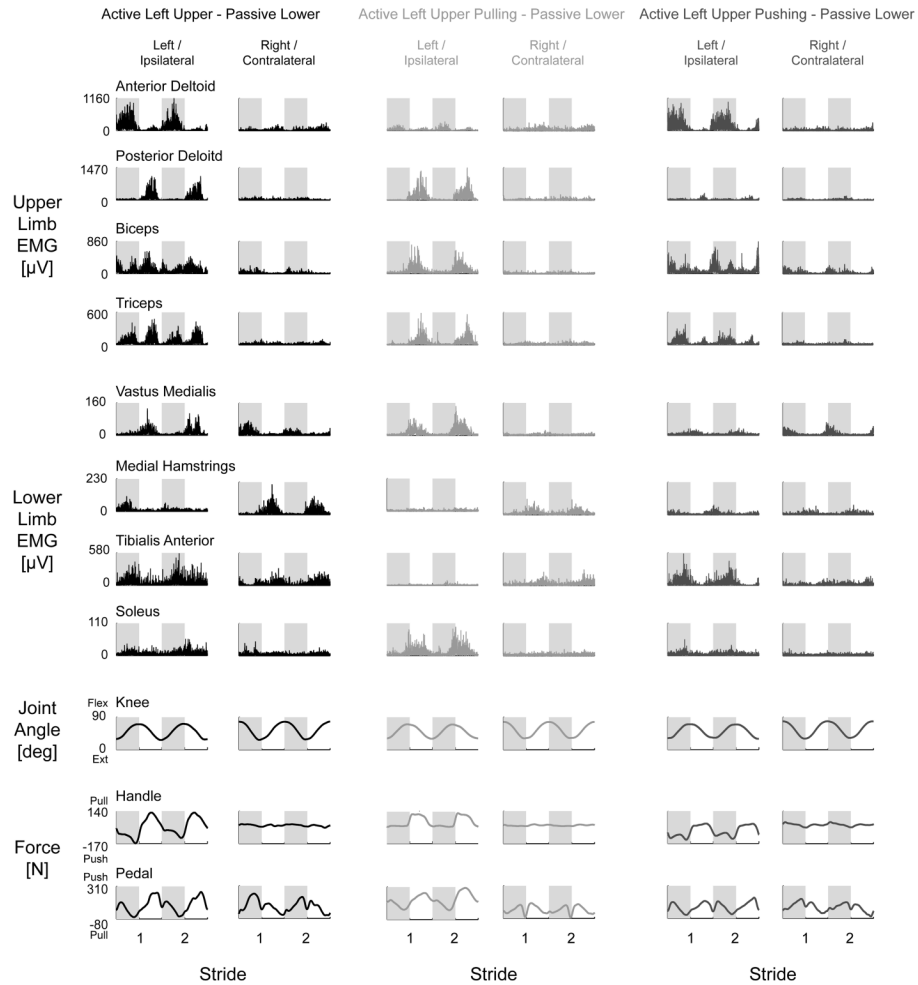 Active Left Upper - Passive Lower
Active Left Upper Pulling - Passive Lower
Active Left Upper Pushing - Passive Lower
Left / Ipsilateral
Right / Contralateral
Left / Ipsilateral
Right / Contralateral
Left / Ipsilateral
Right / Contralateral
Upper
Limb
EMG
[µV]
Anterior Deltoid
1160
0
Posterior Deloitd
1470
0
Biceps
860
0
Triceps
600
0
Lower
Limb
EMG
[µV]
Vastus Medialis
160
0
Medial Hamstrings
230
0
Tibialis Anterior
580
0
Soleus
110
0
Joint
Angle
[deg]
Knee
Flex
90
0
Ext
Force
[N]
Handle
Pull
140
-170
Push
Pedal
Push
310
-80
Pull
1 2
1 2
1 2
1 2
1 2
1 2
Stride
Stride
Stride